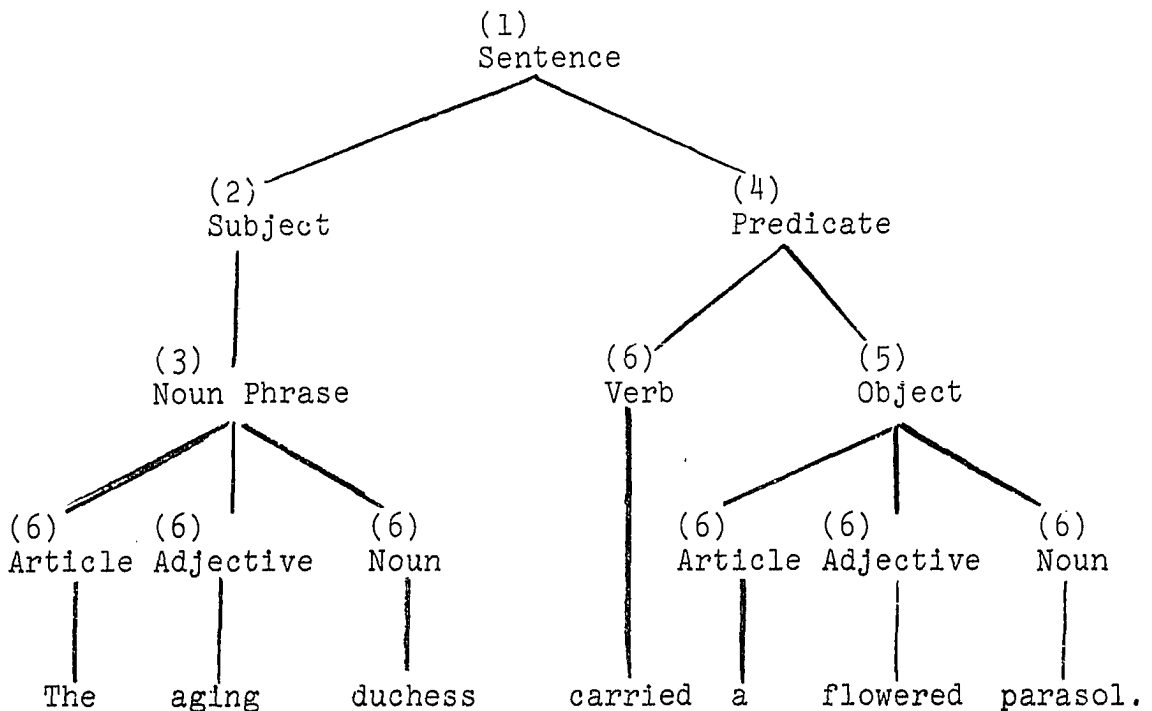 (1)
Sentence
(2) (4)
Subject Predicate
(3) (6) (5)
Noun Phrase Verb Object
(6) (6) (6) (6) (6) (6)
Article Adjective Noun Article Adjective Noun
The aging duchess carried a flowered parasol.